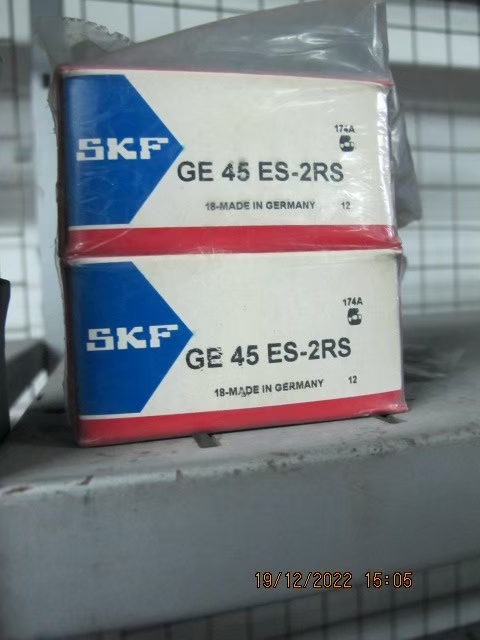 SKF
174A
GE 45 ES-2RS
18-MADE IN GERMANY 12
SKF
174A
GE 45 ES-2RS
18-MADE IN GERMANY 12
19/12/2022 15:05